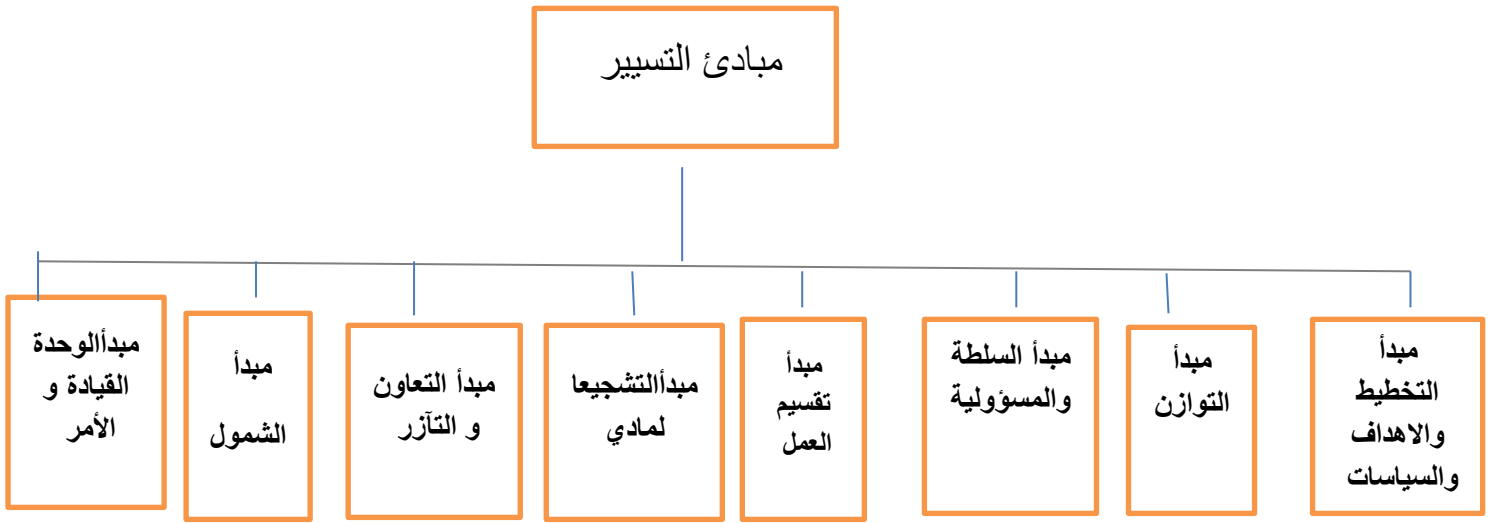 مبادئ التسيير
مبدأ
التخطيط
والاهداف
والسياسات
مبدأ
التوازن
مبدأ السلطة
والمسؤولية
مبدأ
تقسيم
العمل
مبدأالتشجيعا
لمادي
مبدأ التعاون
و التآزر
مبدأ
الشمول
مبدأالوحدة
القيادة و
الأمر